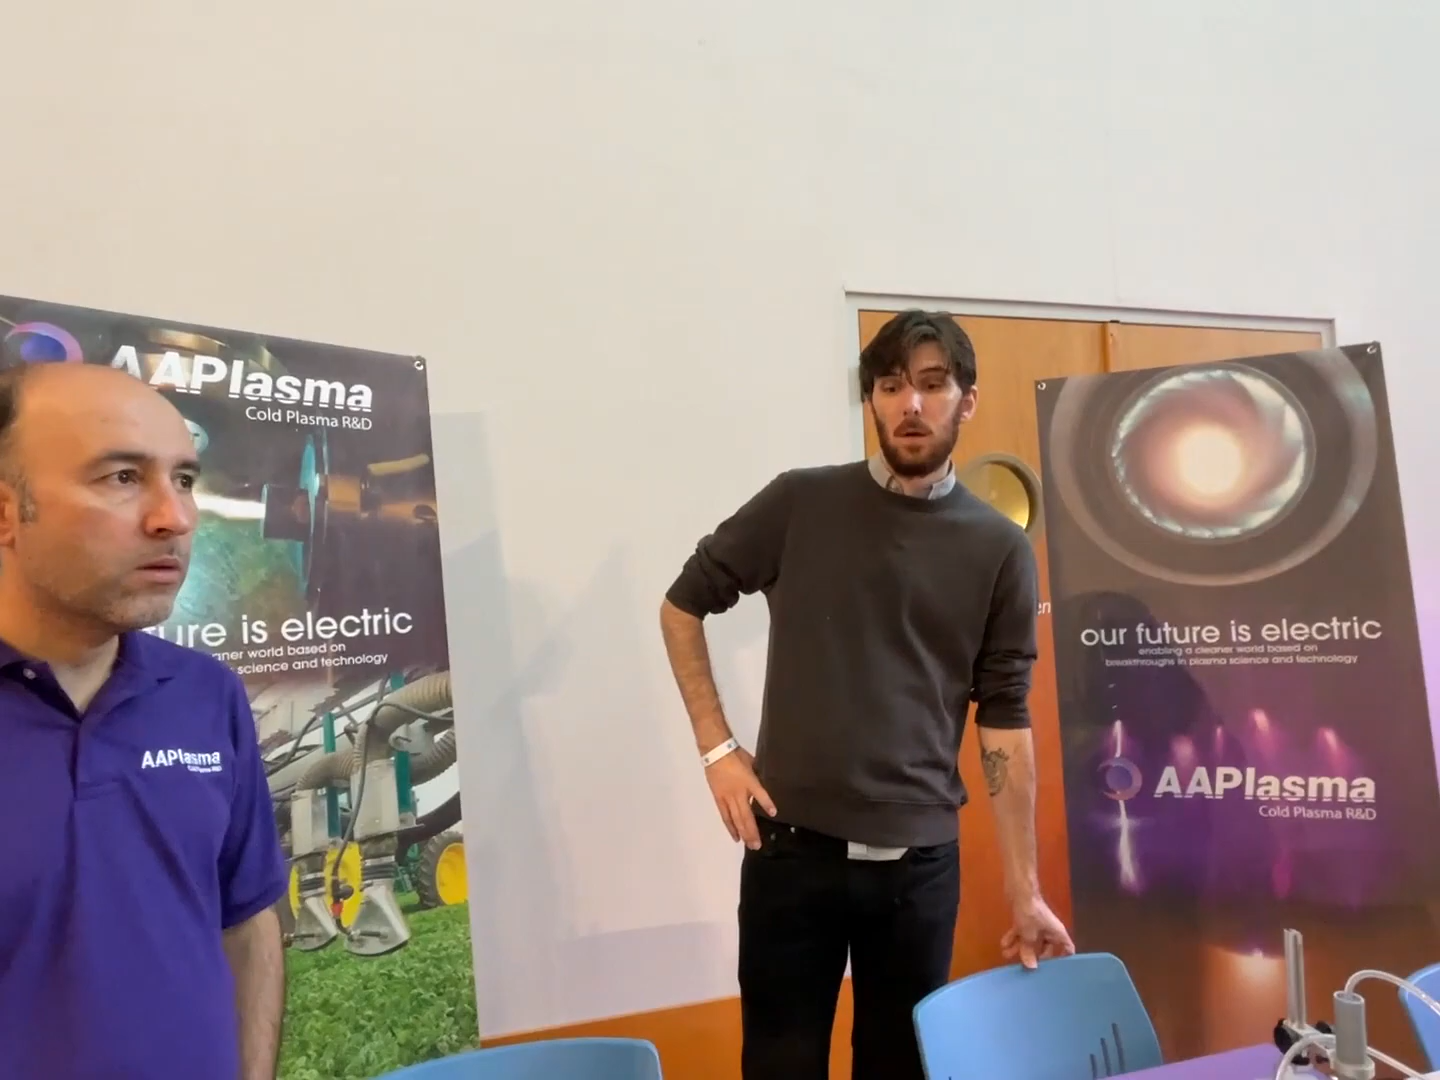 AAPlasma
Cold Plasma R&D
ture is electric
aner world based on
science and technology
AAPlasma
en
our future is electric
enabling a cleaner world based on
breakthroughs in plasma science and technology
AAPlasma
Cold Plasma R&D